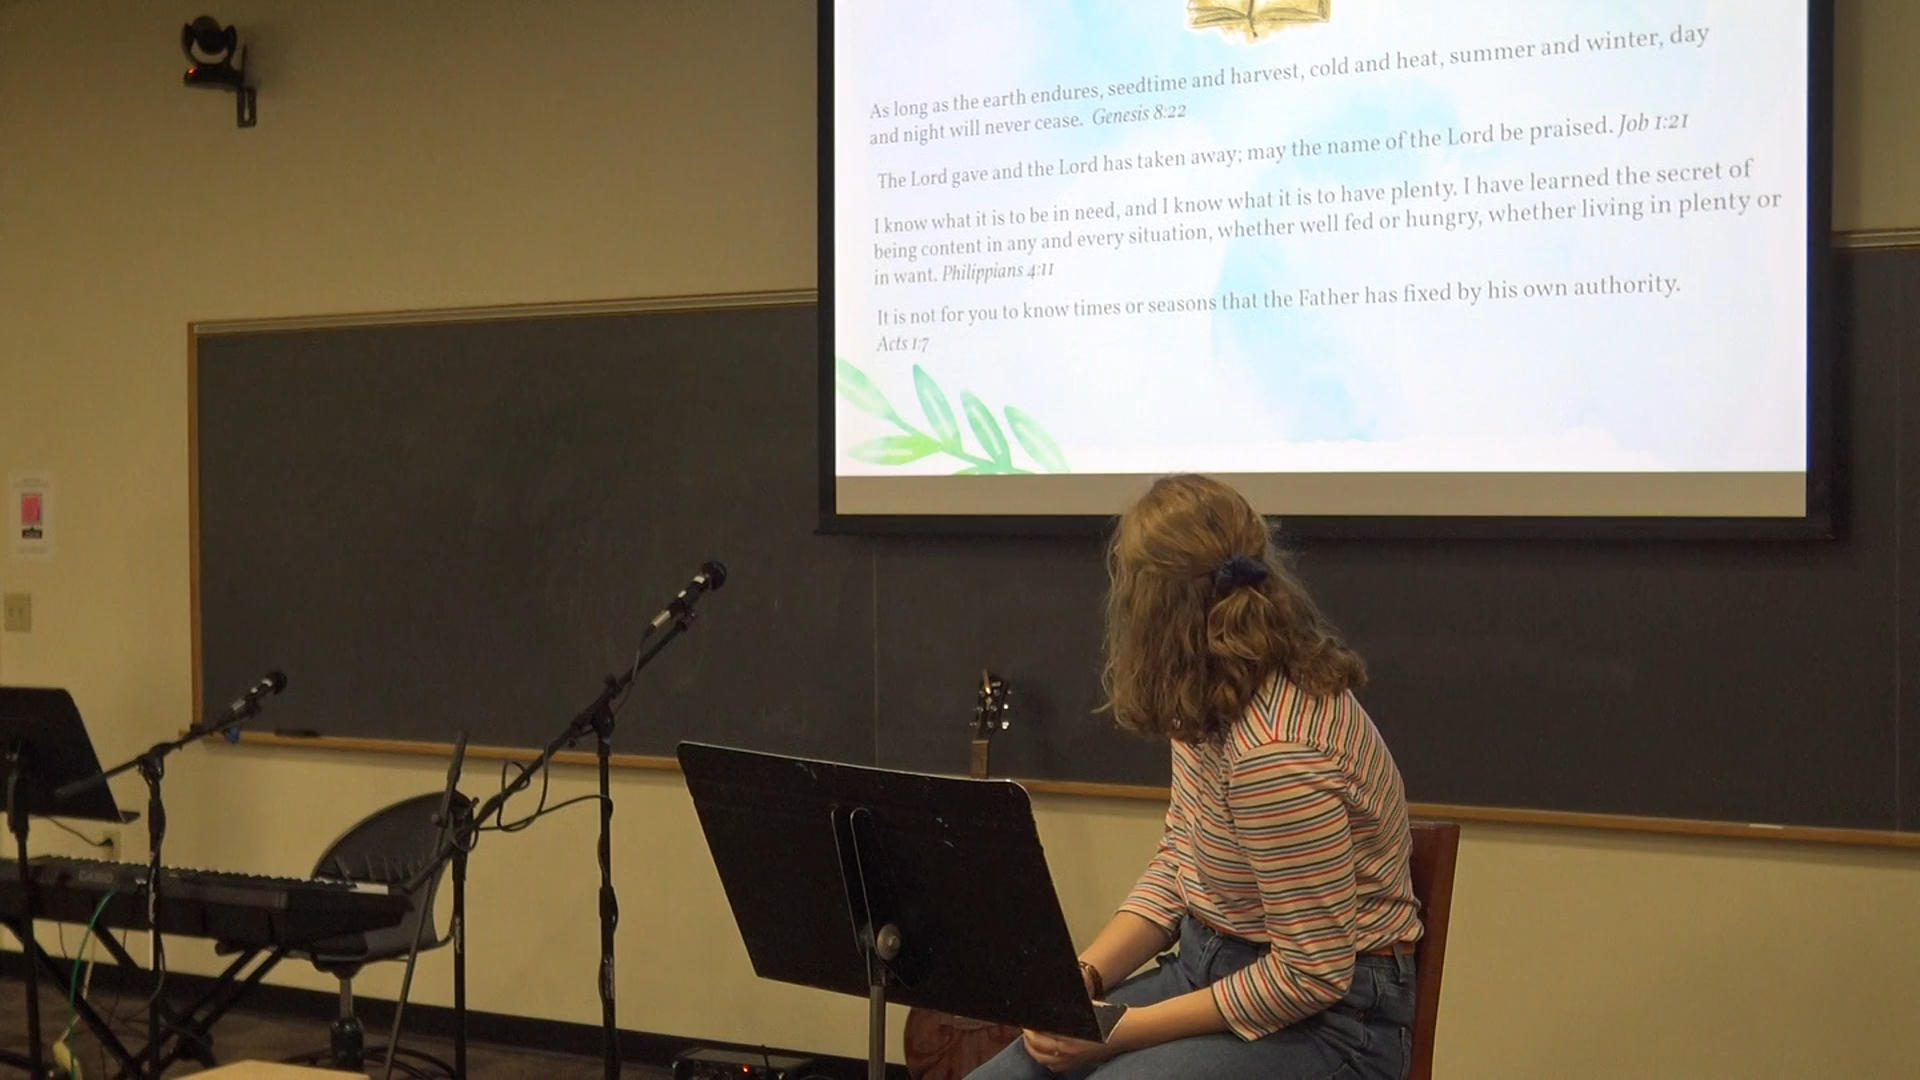 As long as the earth endures, seedtime and harvest, cold and heat, summer and winter, day
and night will never cease. Genesis 8:22
The Lord gave and the Lord has taken away; may the name of the Lord be praised. Job 1:21
I know what it is to be in need, and I know what it is to have plenty. I have learned the secret of
being content in any and every situation, whether well fed or hungry, whether living in plenty or
in want. Philippians 4:11
It is not for you to know times or seasons that the Father has fixed by his own authority.
Acts 1:7
CASIO